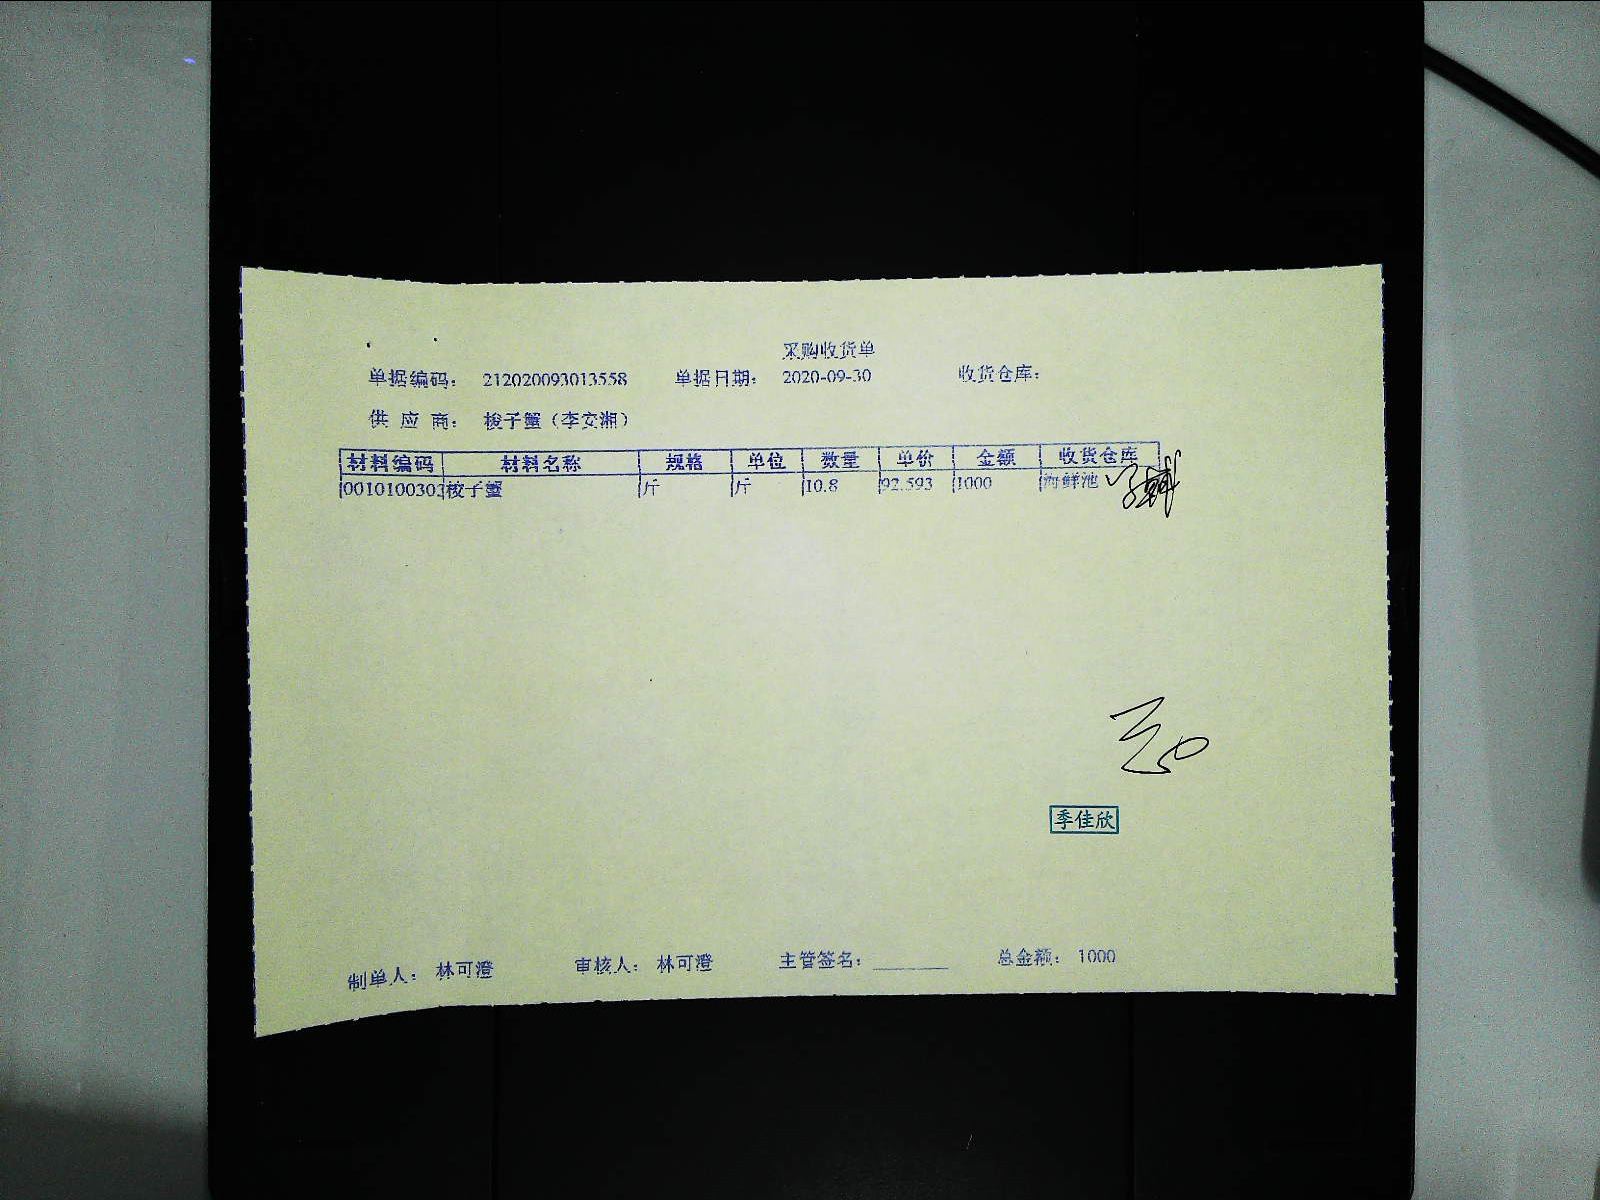 采购收货单
单据编码： 212020093013558 单据日期： 2020-09-30 收货仓库：
供 应 商： 梭子蟹（李安湘）
材料编码 材料名称 规格 单位 数量 单价 金额 收货仓库
0010100303 梭子蟹 斤 斤 10.8 92.593 1000 海鲜池
季佳欣
制单人： 林可澄 审核人： 林可澄 主管签名：_______ 总金额： 1000